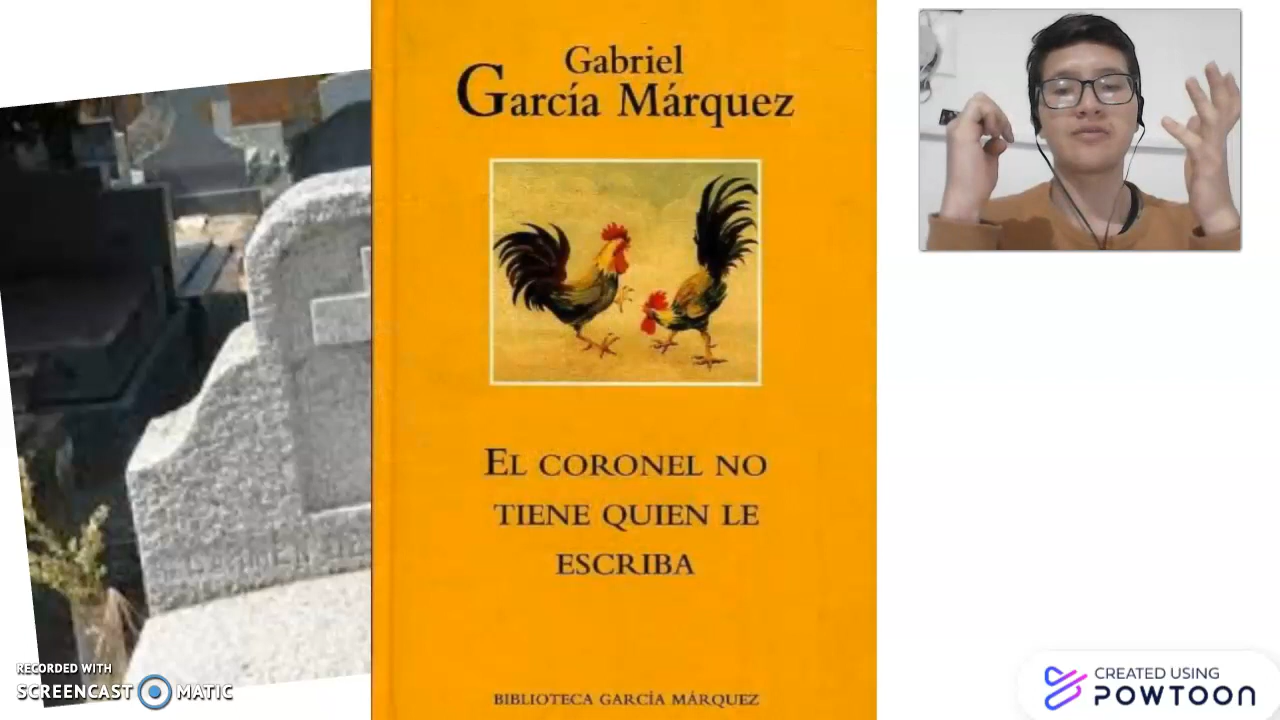 Gabriel
García Márquez
El coronel no
tiene quien le
escriba
Biblioteca García Márquez
RECORDED WITH
SCREENCAST MATIC
CREATED USING
POWTOON